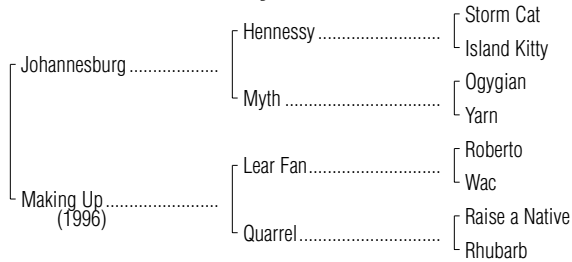 Storm Cat
Hennessy
Island Kitty
Johannesburg
Ogygian
Myth
Yarn
Roberto
Lear Fan
Wac
Making Up
(1996)
Raise a Native
Quarrel
Rhubarb